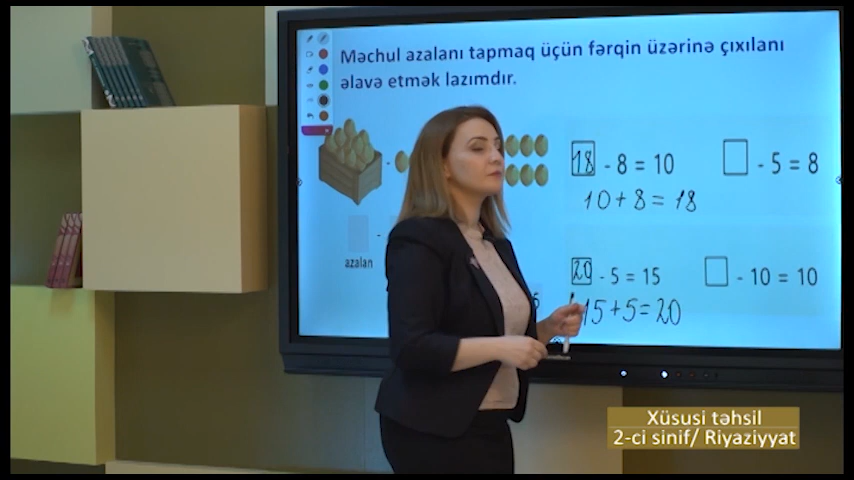 Məchul azalanı tapmaq üçün fərqin üzərinə çıxılanı
əlavə etmək lazımdır.
18 - 8 = 10
□ - 5 = 8
10 + 8 = 18
azalan
20 - 5 = 15
□ - 10 = 10
15 + 5 = 20
Xüsusi təhsil
2-ci sinif/ Riyaziyyat